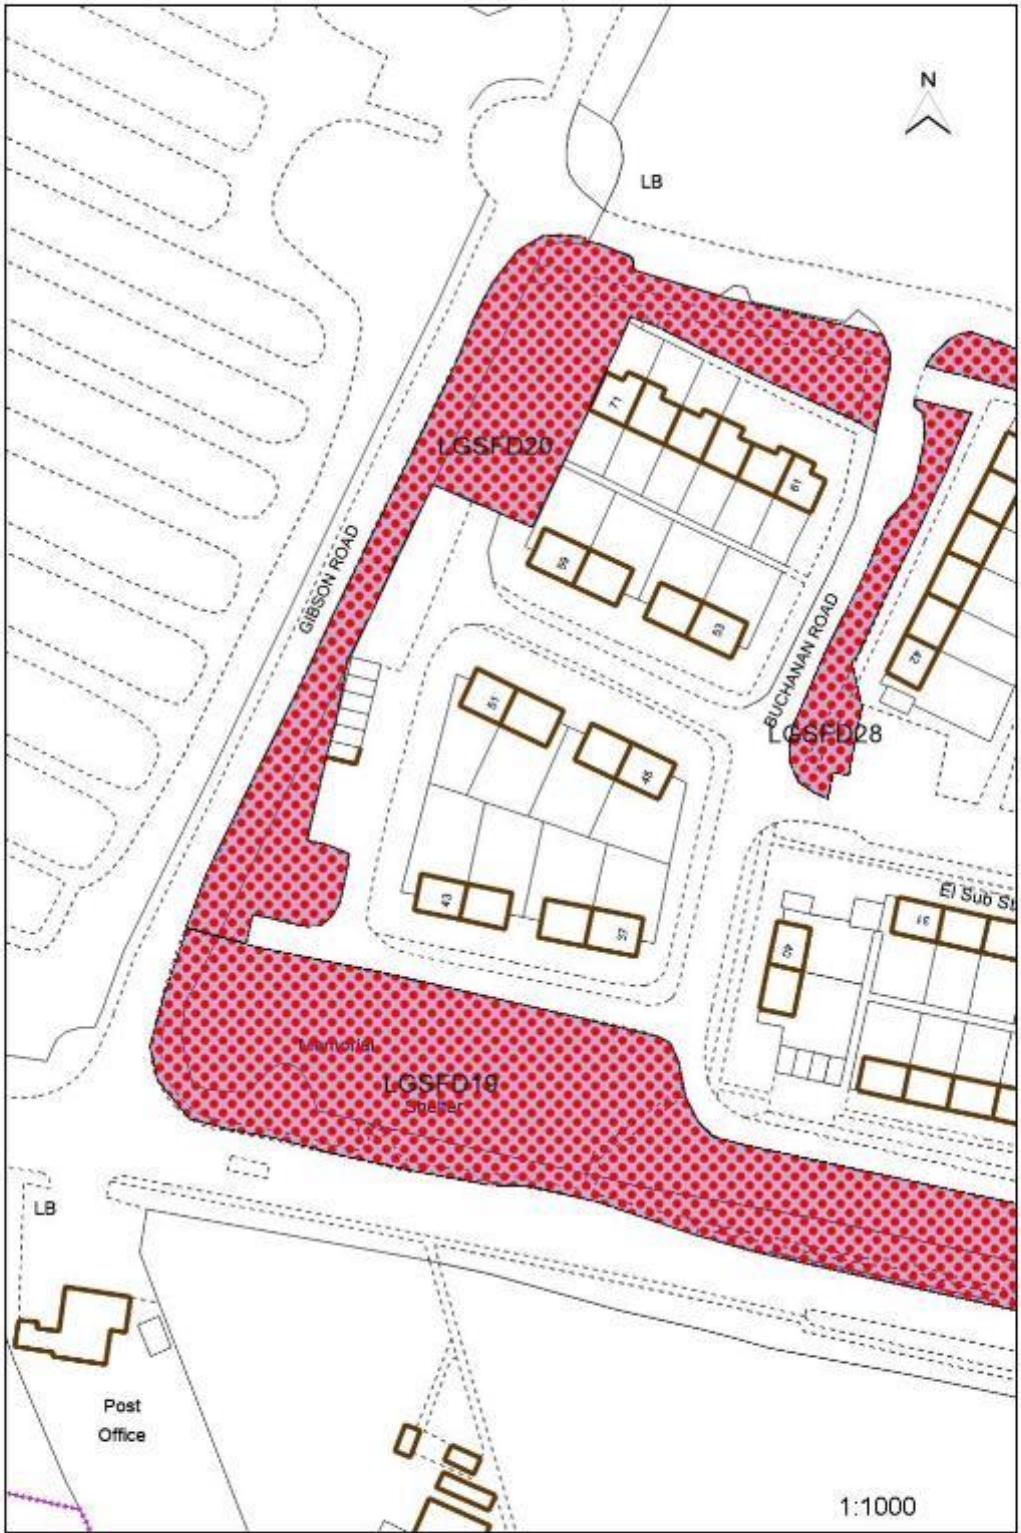 N
LB
71
LGSFD20
61
GIBSON ROAD
59
53
BUCHANAN ROAD
42
51
LGSFD28
45
43
37
El Sub St
31
40
Memorial
LGSFD19
Shelter
LB
Post
Office
1:1000